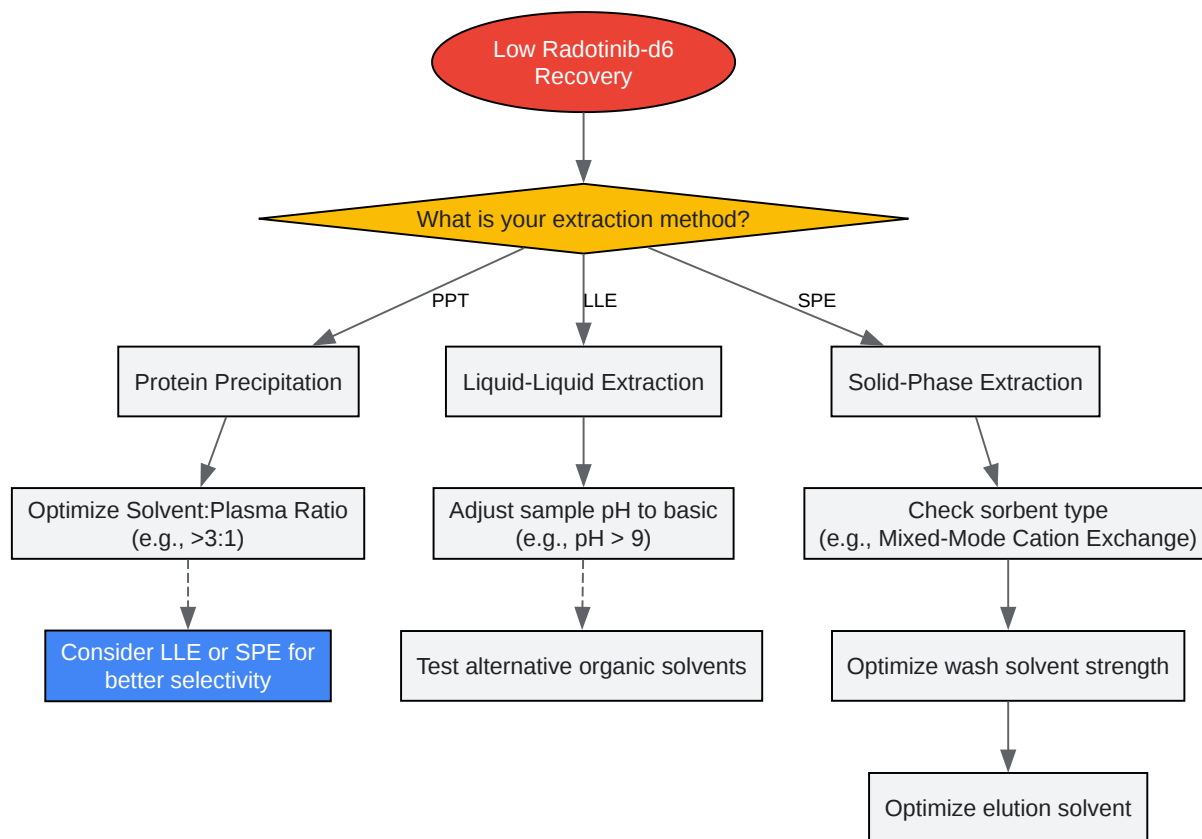 Low Radotinib-d6
Recovery
What is your extraction method?
PPT
LLE
SPE
Protein Precipitation
Liquid-Liquid Extraction
Solid-Phase Extraction
Optimize Solvent:Plasma Ratio
(e.g., >3:1)
Adjust sample pH to basic
(e.g., pH > 9)
Check sorbent type
(e.g., Mixed-Mode Cation Exchange)
Consider LLE or SPE for
better selectivity
Test alternative organic solvents
Optimize wash solvent strength
Optimize elution solvent